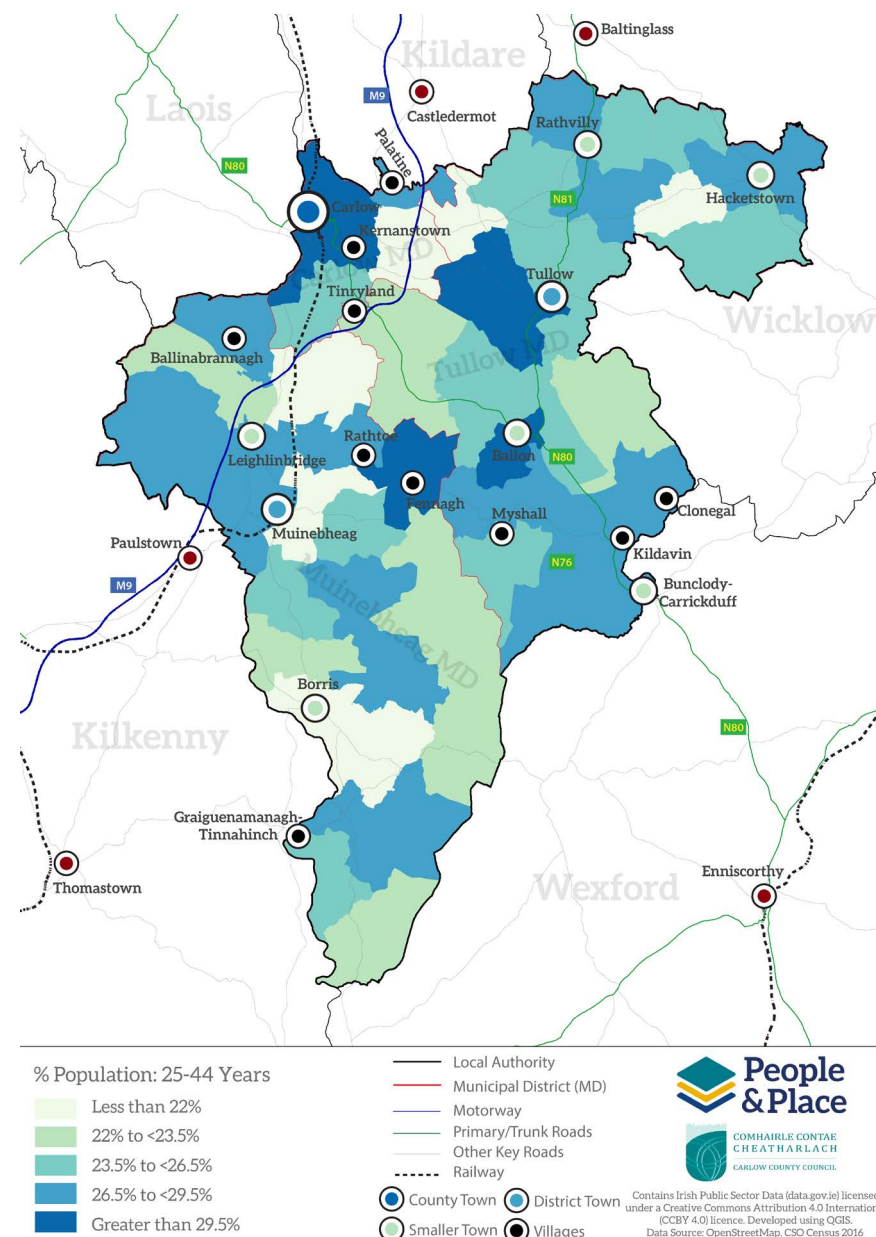 Baltinglass
Kildare
M9
Castledermot
Laois
Rathvilly
Palatine
N80
Hacketstown
N81
Carlow
Kernanstown
Carlow MD
Tullow
Tinryland
Wicklow
Ballinabrannagh
Tullow MD
Rathtoe
Leighlinbridge
Ballon
N80
Fennagh
Clonegal
Myshall
Muinebheag
Paulstown
Kildavin
N76
M9
Bunclody-
Carrickduff
Muinebheag MD
Borris
N80
Kilkenny
Graiguenamanagh-
Tinnahinch
Enniscorthy
Wexford
Thomastown
% Population: 25-44 Years
Less than 22%
22% to <23.5%
23.5% to <26.5%
26.5% to <29.5%
Greater than 29.5%
Local Authority
Municipal District (MD)
Motorway
Primary/Trunk Roads
Other Key Roads
Railway
County Town
District Town
Smaller Town
Villages
People
& Place
COMHAIRLE CONTAE
CHEATHARLACH
CARLOW COUNTY COUNCIL
Contains Irish Public Sector Data (data.gov.ie) licensed
under a Creative Commons Attribution 4.0 Internation
(CCBY 4.0) licence. Developed using QGIS.
Data Source: OpenStreetMap, CSO Census 2016